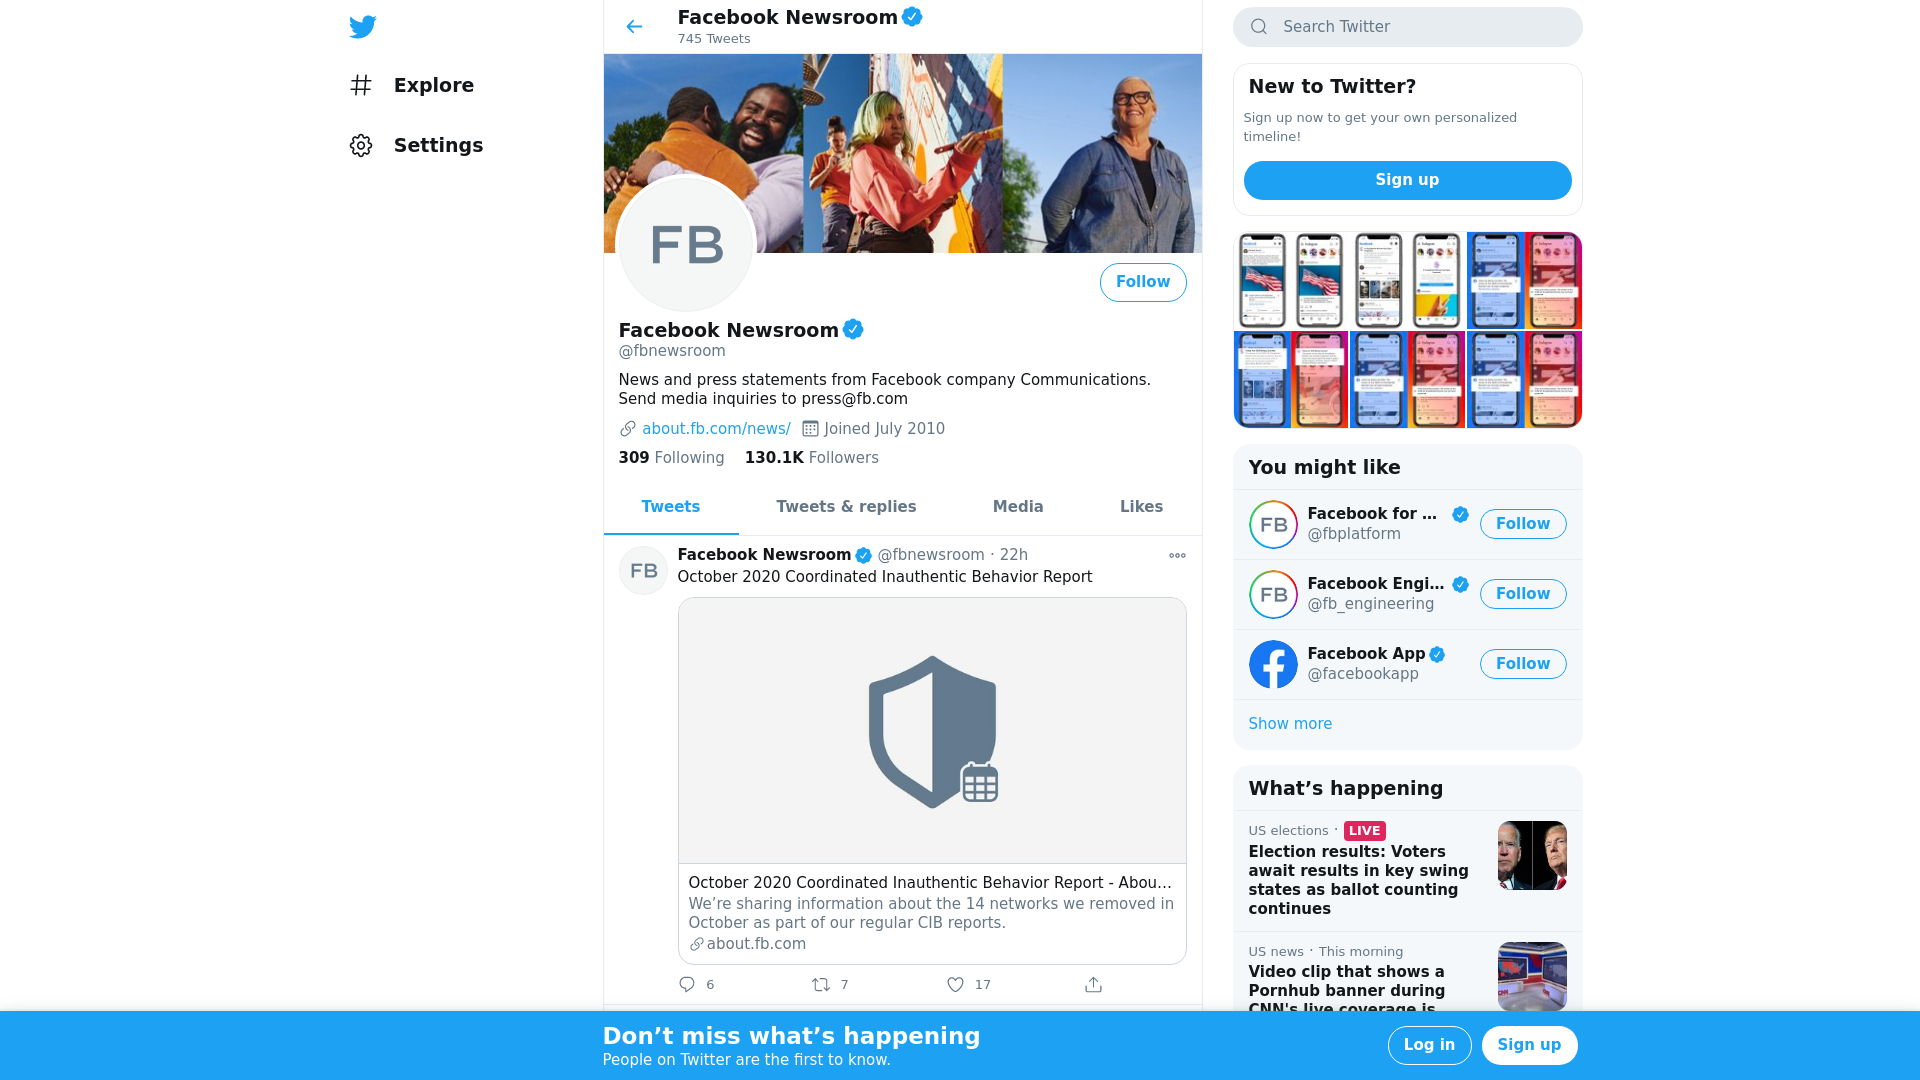 Explore
Settings
Facebook Newsroom
745 Tweets
FB
Follow
Facebook Newsroom
@fbnewsroom
News and press statements from Facebook company Communications.
Send media inquiries to press@fb.com
about.fb.com/news/ Joined July 2010
309 Following 130.1K Followers
Tweets Tweets & replies Media Likes
FB
Facebook Newsroom @fbnewsroom · 22h
October 2020 Coordinated Inauthentic Behavior Report
October 2020 Coordinated Inauthentic Behavior Report - Abou...
We’re sharing information about the 14 networks we removed in
October as part of our regular CIB reports.
about.fb.com
6 7 17
Search Twitter
New to Twitter?
Sign up now to get your own personalized
timeline!
Sign up
You might like
FB
Facebook for ...
@fbplatform
Follow
FB
Facebook Engi...
@fb_engineering
Follow
Facebook App
@facebookapp
Follow
Show more
What’s happening
US elections · LIVE
Election results: Voters
await results in key swing
states as ballot counting
continues
US news · This morning
Video clip that shows a
Pornhub banner during
CNN's live coverage is
Don’t miss what’s happening
People on Twitter are the first to know.
Log in
Sign up